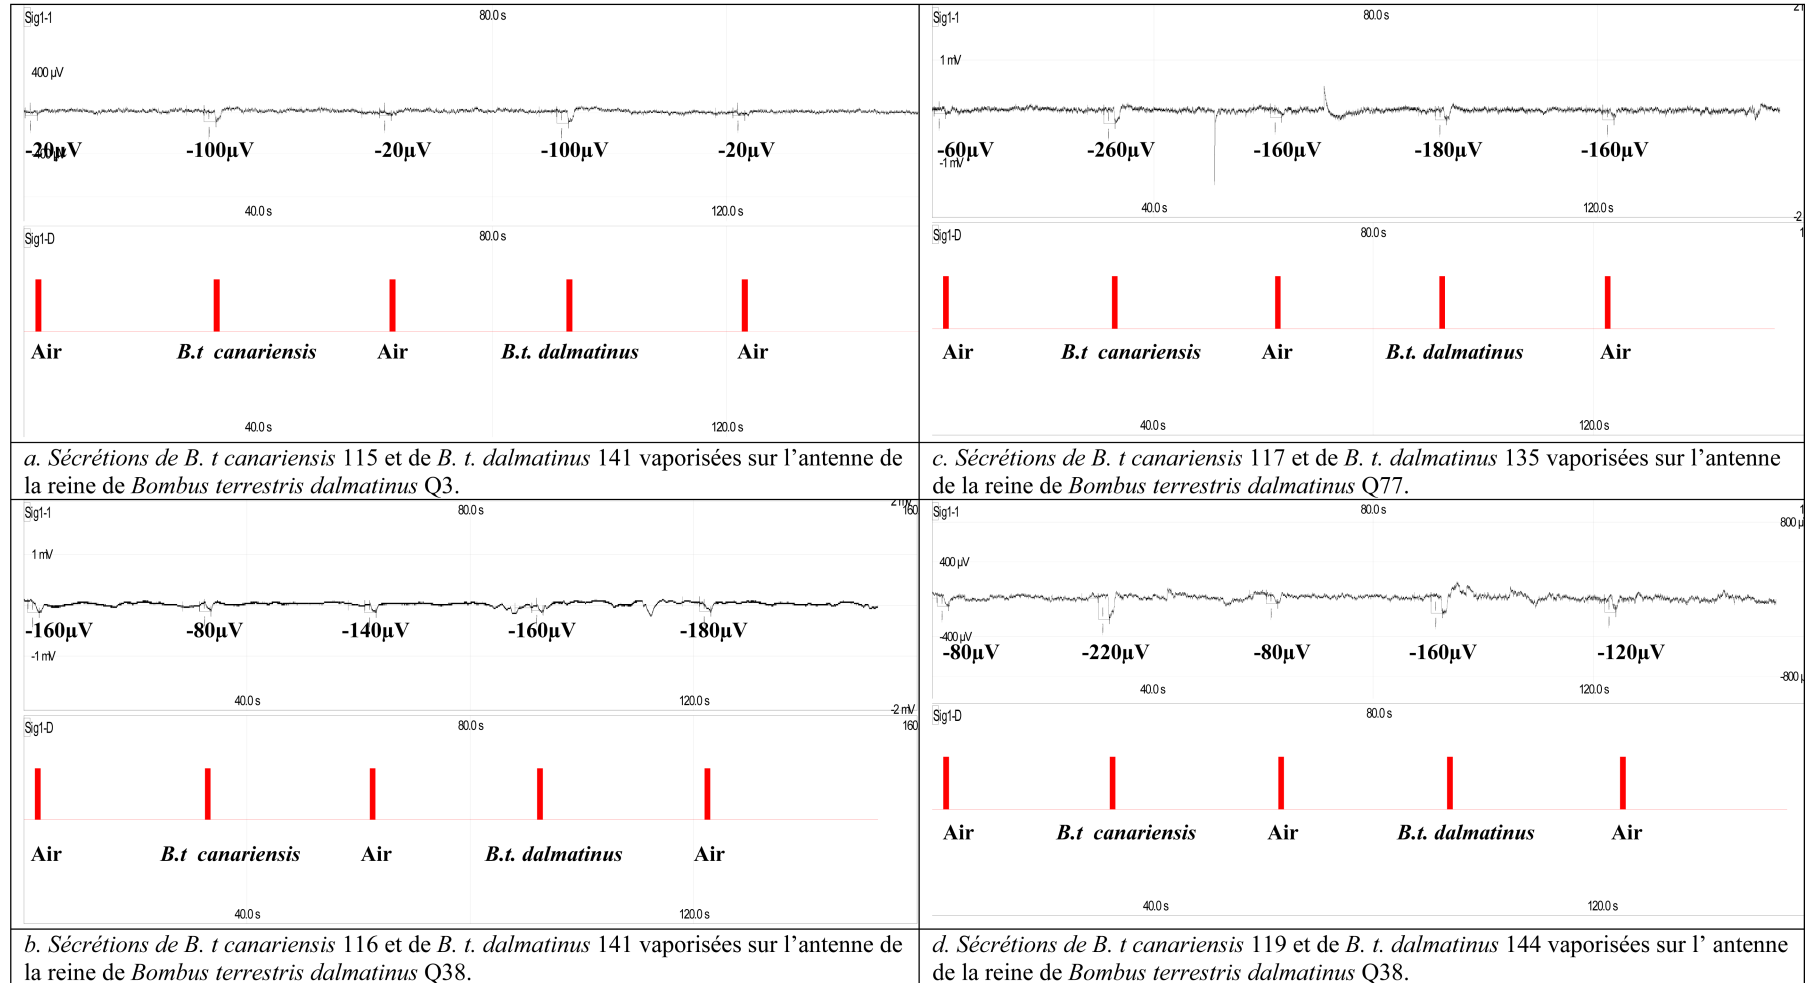 Sig1-1
80.0 s
400 µV
-20µV
-100µV
-20µV
-100µV
-20µV
40.0 s
120.0 s
Sig1-D
80.0 s
Air
B.t canariensis
Air
B.t. dalmatinus
Air
40.0 s
120.0 s
a. Sécrétions de B. t canariensis 115 et de B. t. dalmatinus 141 vaporisées sur l’antenne de
la reine de Bombus terrestris dalmatinus Q3.
Sig1-1
80.0 s
1 mV
-60µV
-260µV
-160µV
-180µV
-160µV
-1 mV
40.0 s
120.0 s
-2
Sig1-D
80.0 s
1
Air
B.t canariensis
Air
B.t. dalmatinus
Air
40.0 s
120.0 s
c. Sécrétions de B. t canariensis 117 et de B. t. dalmatinus 135 vaporisées sur l’antenne
de la reine de Bombus terrestris dalmatinus Q77.
Sig1-1
80.0 s
2 mV
160.
1 mV
-160µV
-80µV
-140µV
-160µV
-180µV
-1 mV
40.0 s
120.0 s
-2 mV
Sig1-D
80.0 s
160
Air
B.t canariensis
Air
B.t. dalmatinus
Air
40.0 s
120.0 s
b. Sécrétions de B. t canariensis 116 et de B. t. dalmatinus 141 vaporisées sur l’antenne de
la reine de Bombus terrestris dalmatinus Q38.
Sig1-1
80.0 s
1
800 µ
400 µV
-400 µV
-80µV
-220µV
-80µV
-160µV
-120µV
-800 µ
40.0 s
120.0 s
Sig1-D
80.0 s
Air
B.t canariensis
Air
B.t. dalmatinus
Air
40.0 s
120.0 s
d. Sécrétions de B. t canariensis 119 et de B. t. dalmatinus 144 vaporisées sur l’ antenne
de la reine de Bombus terrestris dalmatinus Q38.